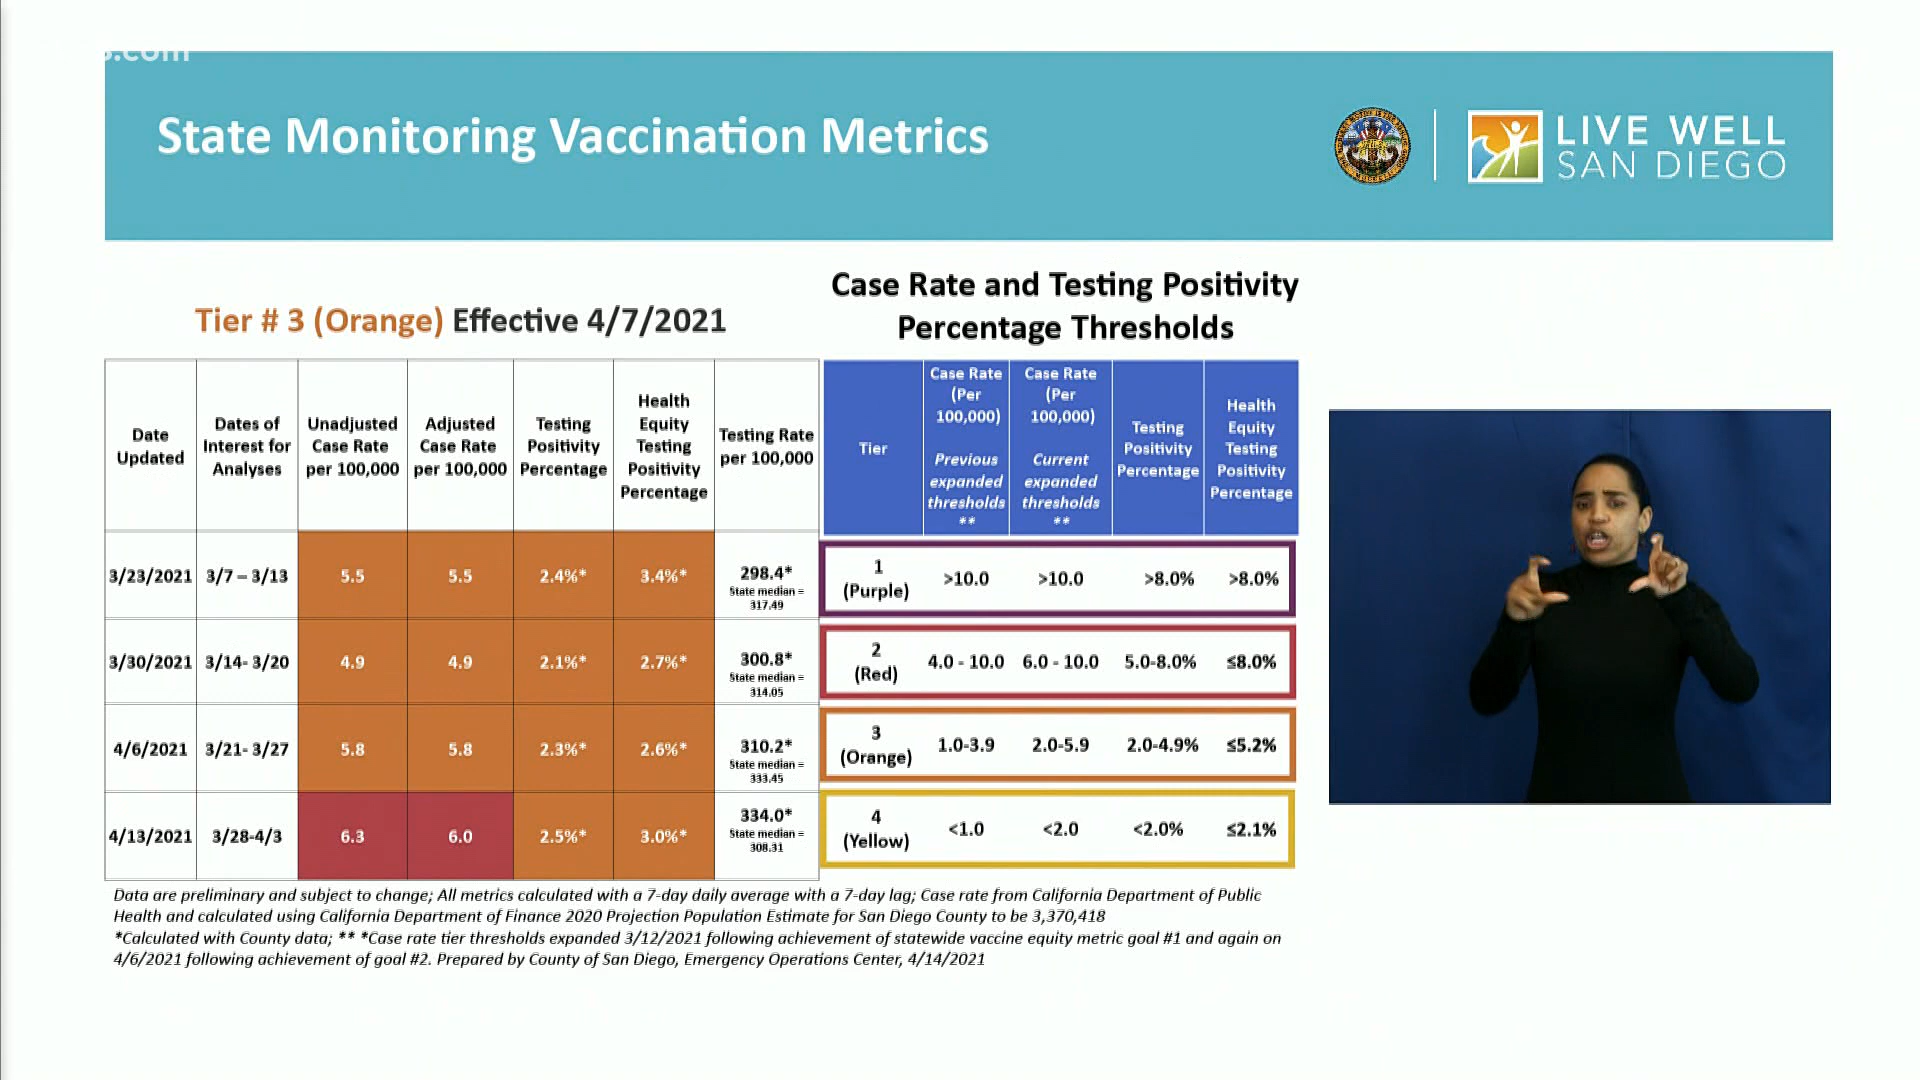 s.com
State Monitoring Vaccination Metrics
LIVE WELL
SAN DIEGO
Tier # 3 (Orange) Effective 4/7/2021
Date
Updated
Dates of
Interest for
Analyses
Unadjusted
Case Rate
per 100,000
Adjusted
Case Rate
per 100,000
Testing
Positivity
Percentage
Health
Equity
Testing
Positivity
Percentage
Testing Rate
per 100,000
3/23/2021 3/7 – 3/13 5.5 5.5 2.4%* 3.4%* 298.4*
State median =
317.49
3/30/2021 3/14- 3/20 4.9 4.9 2.1%* 2.7%* 300.8*
State median =
314.05
4/6/2021 3/21- 3/27 5.8 5.8 2.3%* 2.6%* 310.2*
State median =
333.45
4/13/2021 3/28-4/3 6.3 6.0 2.5%* 3.0%* 334.0*
State median =
308.31
Case Rate and Testing Positivity
Percentage Thresholds
Tier
Case Rate
(Per
100,000)
Previous
expanded
thresholds
**
Case Rate
(Per
100,000)
Current
expanded
thresholds
**
Testing
Positivity
Percentage
Health
Equity
Testing
Positivity
Percentage
1
(Purple) >10.0 >10.0 >8.0% >8.0%
2
(Red) 4.0 - 10.0 6.0 - 10.0 5.0-8.0% ≤8.0%
3
(Orange) 1.0-3.9 2.0-5.9 2.0-4.9% ≤5.2%
4
(Yellow) <1.0 <2.0 <2.0% ≤2.1%
Data are preliminary and subject to change; All metrics calculated with a 7-day daily average with a 7-day lag; Case rate from California Department of Public
Health and calculated using California Department of Finance 2020 Projection Population Estimate for San Diego County to be 3,370,418
*Calculated with County data; ** *Case rate tier thresholds expanded 3/12/2021 following achievement of statewide vaccine equity metric goal #1 and again on
4/6/2021 following achievement of goal #2. Prepared by County of San Diego, Emergency Operations Center, 4/14/2021